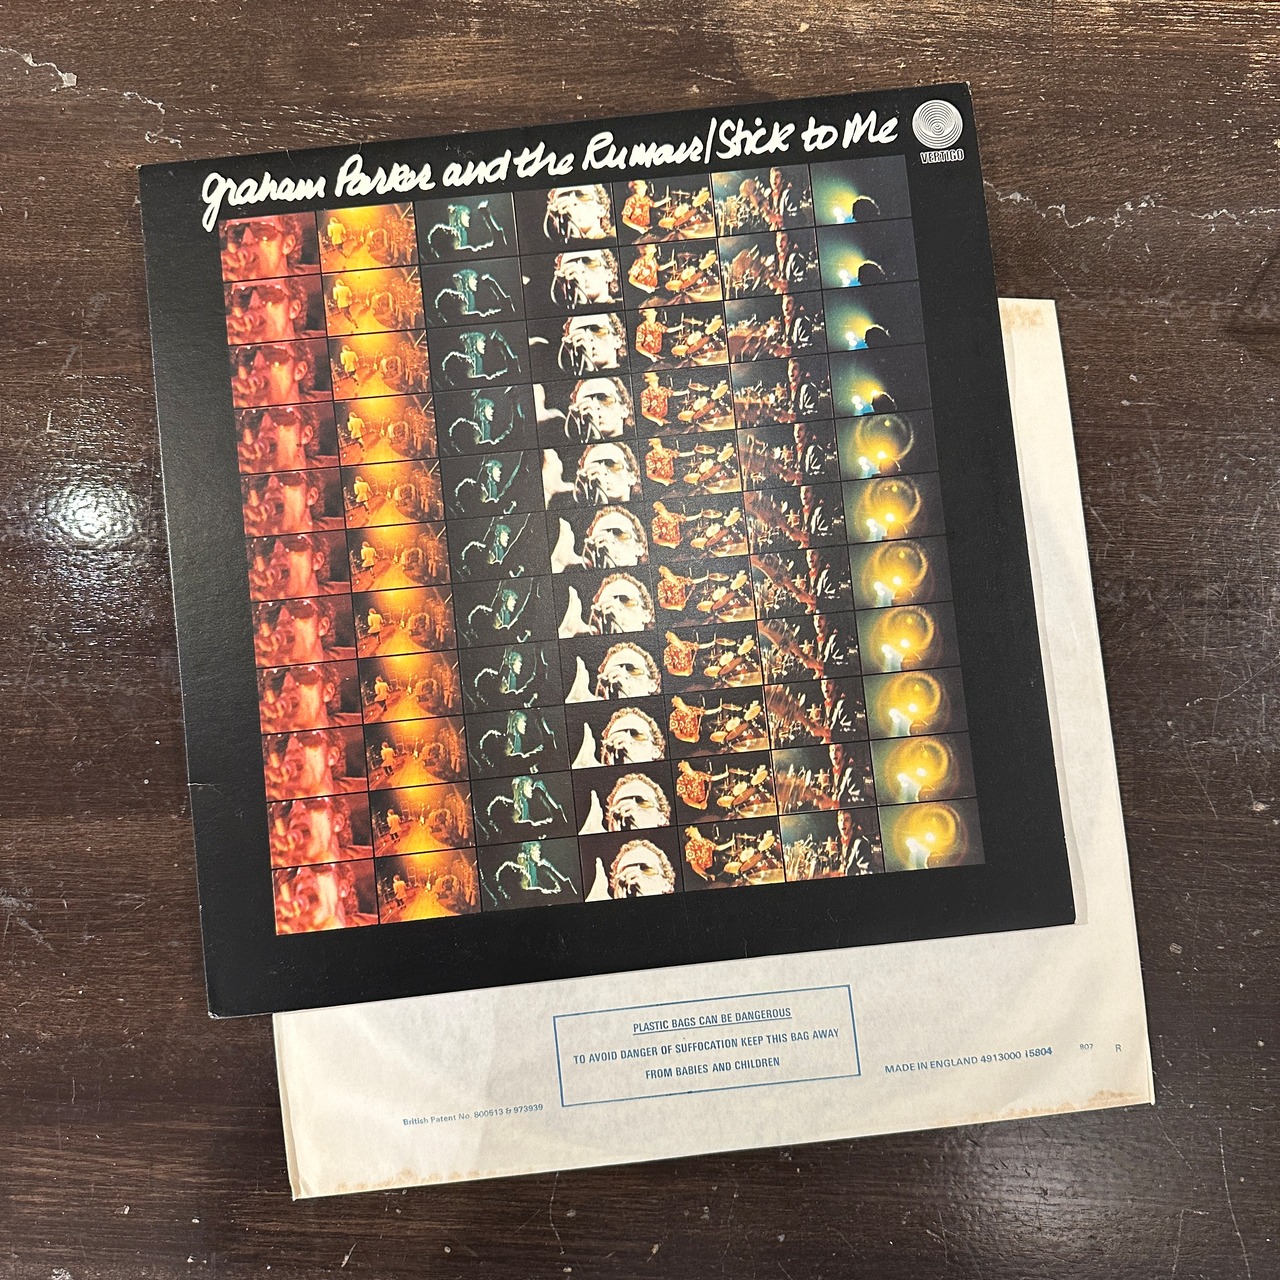 Graham Parker and the Rumour/Stick to Me
VERTIGO
PLASTIC BAGS CAN BE DANGEROUS
TO AVOID DANGER OF SUFFOCATION KEEP THIS BAG AWAY
FROM BABIES AND CHILDREN
MADE IN ENGLAND 4913000 15804 807 R
British Patent No. 800513 & 973939